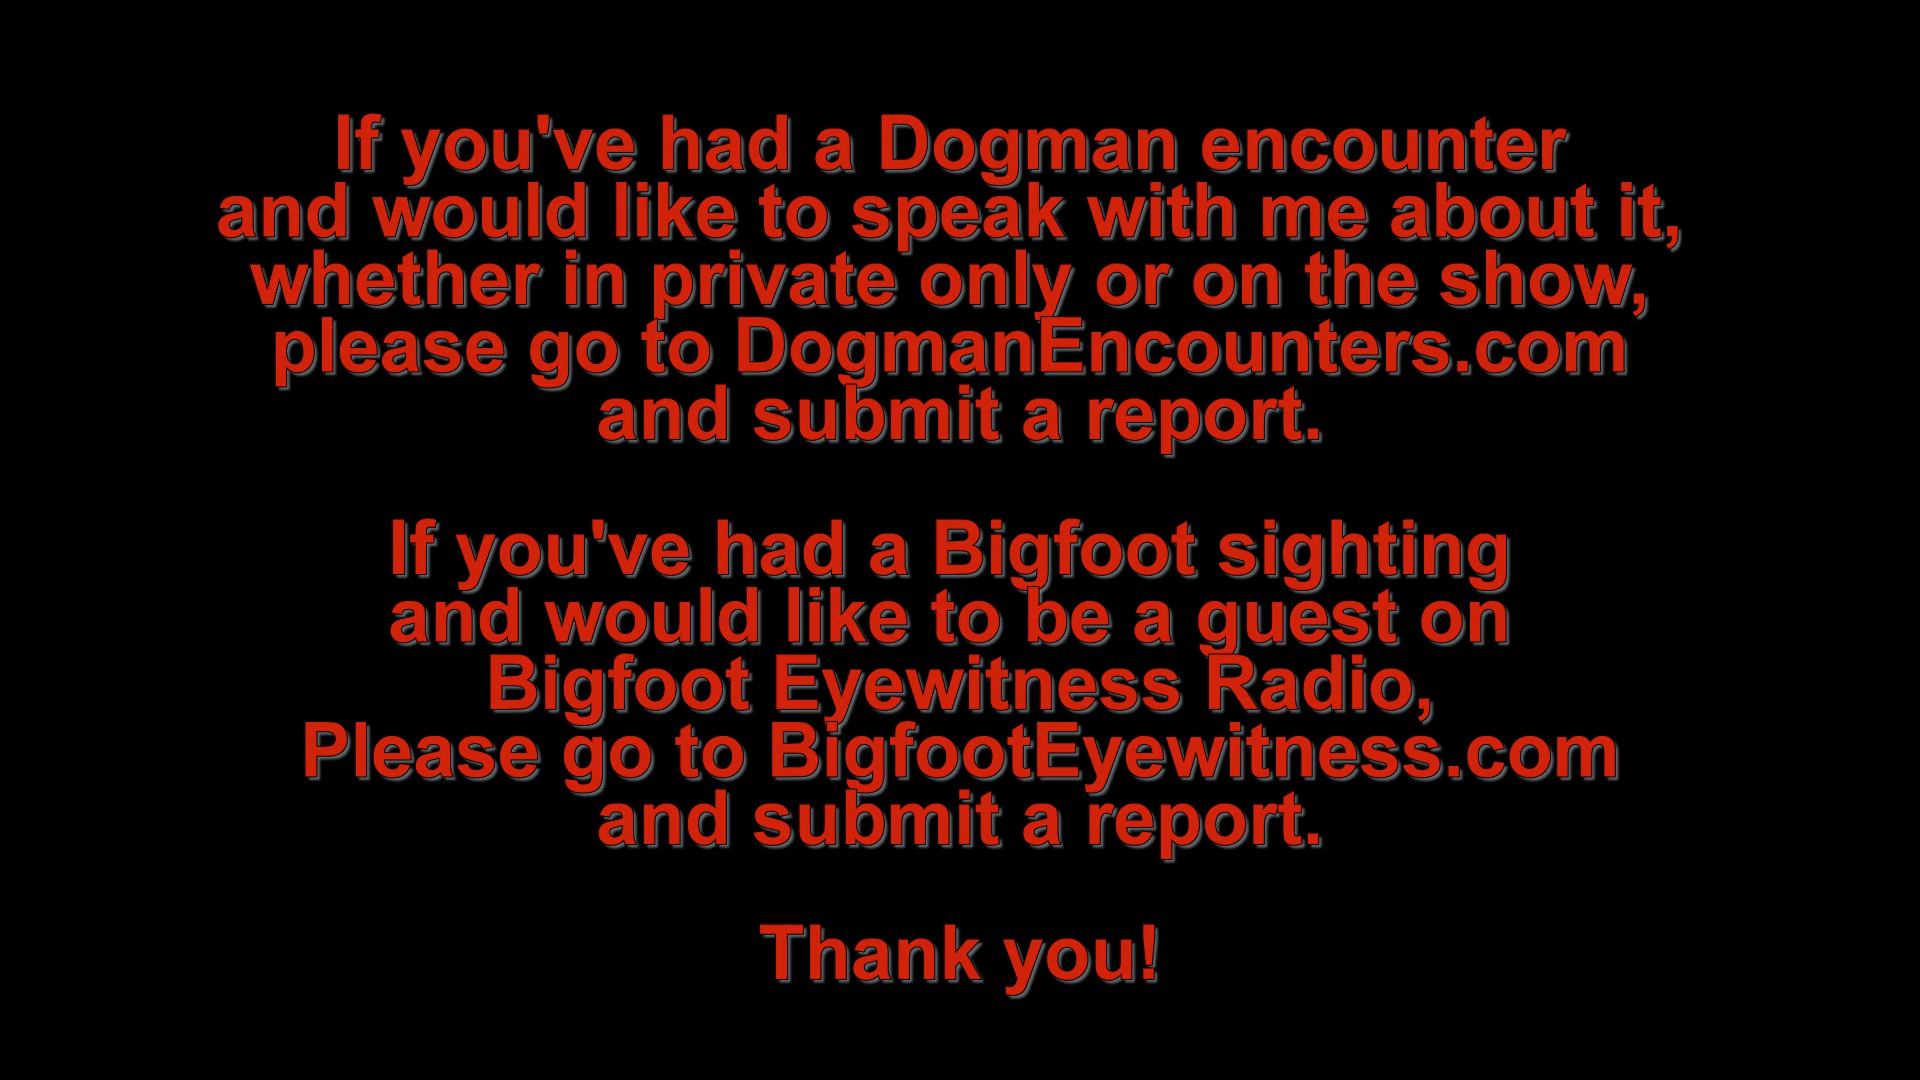 If you've had a Dogman encounter
and would like to speak with me about it,
whether in private only or on the show,
please go to DogmanEncounters.com
and submit a report.
If you've had a Bigfoot sighting
and would like to be a guest on
Bigfoot Eyewitness Radio,
Please go to BigfootEyewitness.com
and submit a report.
Thank you!